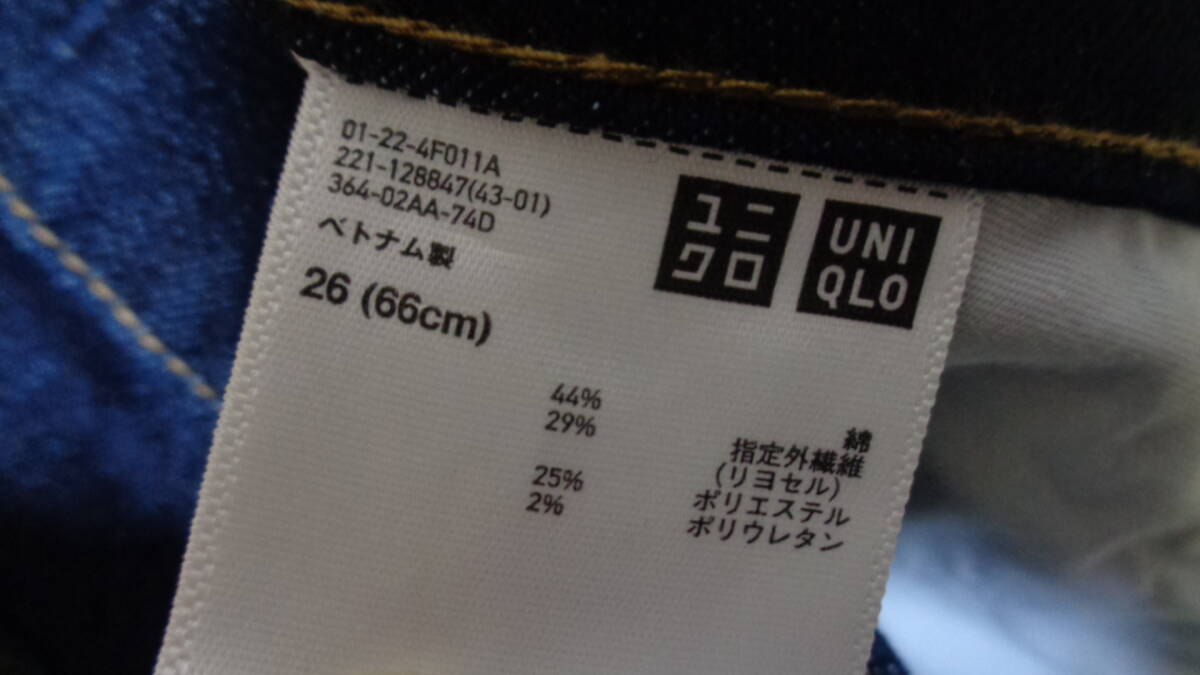 01-22-4F011A
221-128847(43-01)
364-02AA-74D
ベトナム製
26 (66cm)
ユニ
クロ
UNI
QLO
44% 綿
29% 指定外繊維
(リヨセル)
25% ポリエステル
2% ポリウレタン